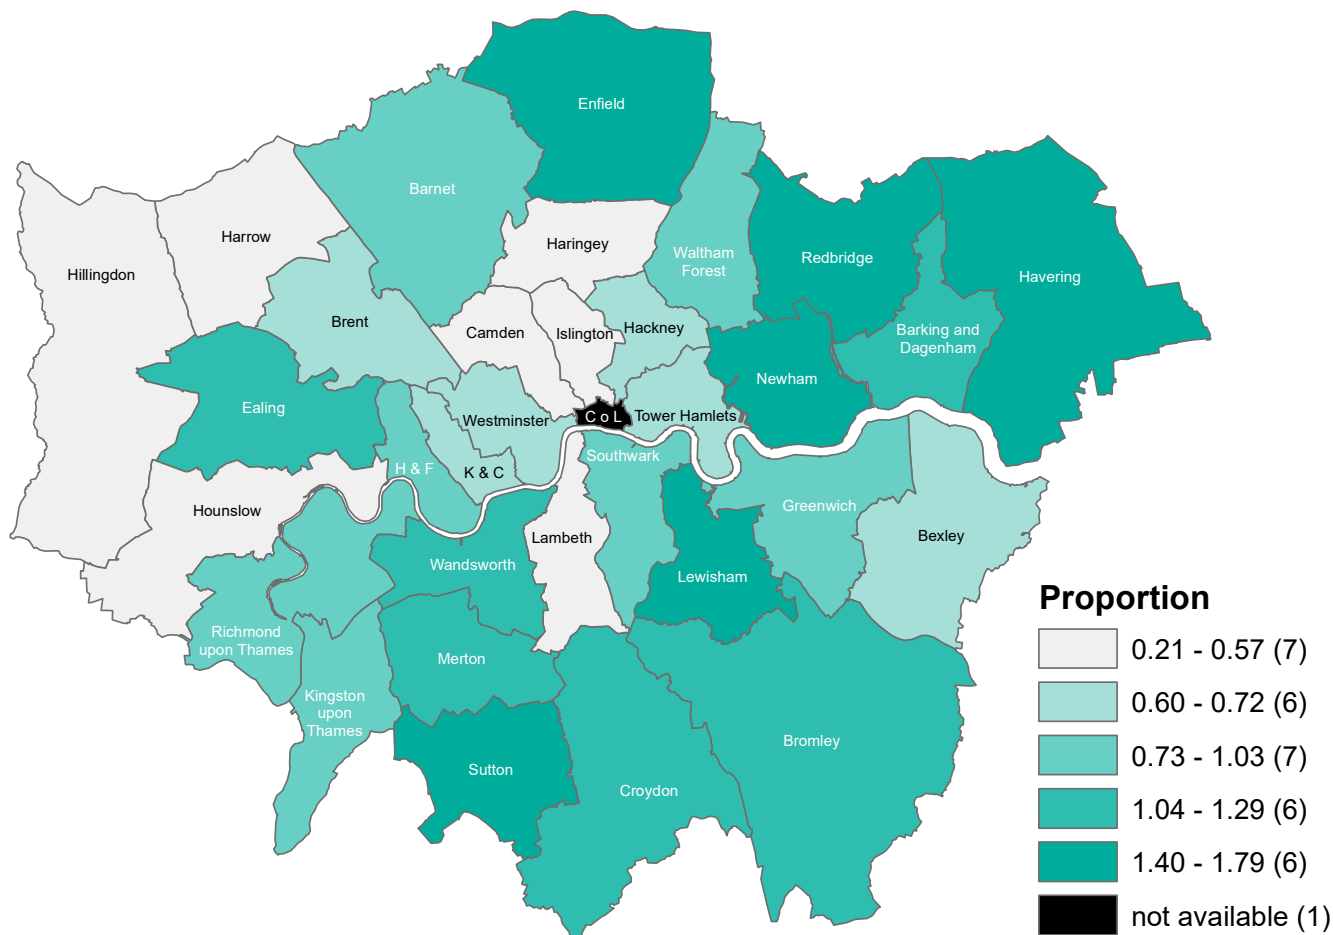 Enfield
Barnet
Harrow
Haringey
Waltham
Forest
Redbridge
Hillingdon
Havering
Brent
Camden
Islington
Hackney
Barking and
Dagenham
Newham
Ealing
Westminster
C o L
Tower Hamlets
H & F
K & C
Southwark
Hounslow
Greenwich
Lambeth
Bexley
Wandsworth
Lewisham
Richmond
upon Thames
Merton
Kingston
upon
Thames
Bromley
Sutton
Croydon
Proportion
0.21 - 0.57 (7)
0.60 - 0.72 (6)
0.73 - 1.03 (7)
1.04 - 1.29 (6)
1.40 - 1.79 (6)
not available (1)